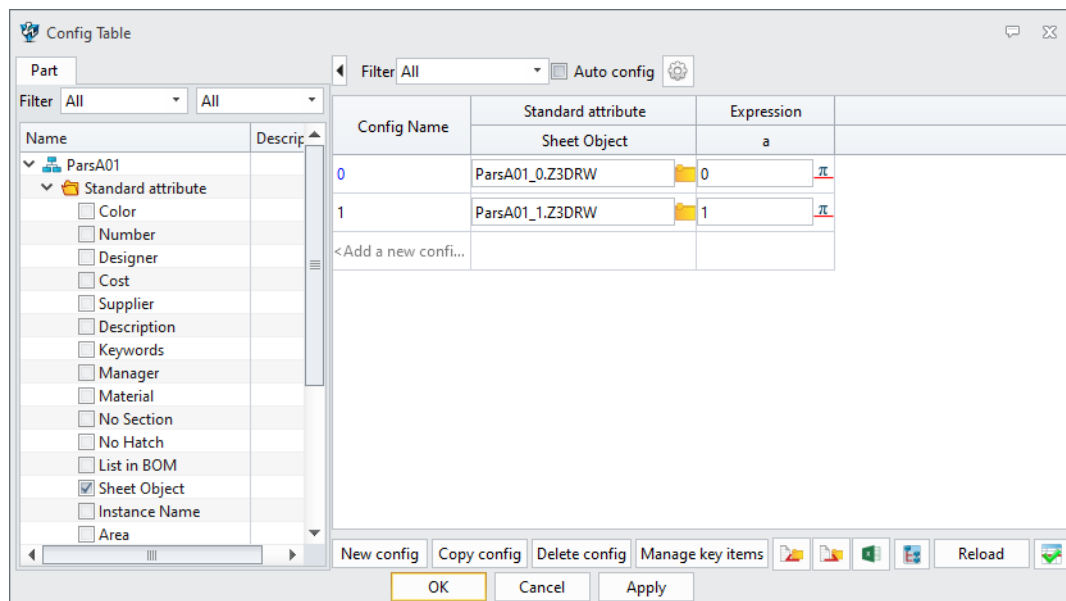 Config Table
Part
Filter All All
Name Descrip
ParsA01
Standard attribute
Color
Number
Designer
Cost
Supplier
Description
Keywords
Manager
Material
No Section
No Hatch
List in BOM
Sheet Object
Instance Name
Area
Filter All Auto config
Config Name Standard attribute Expression
Sheet Object a
0 ParsA01_0.Z3DRW 0 π
1 ParsA01_1.Z3DRW 1 π
<Add a new confi...
New config Copy config Delete config Manage key items Reload
OK Cancel Apply